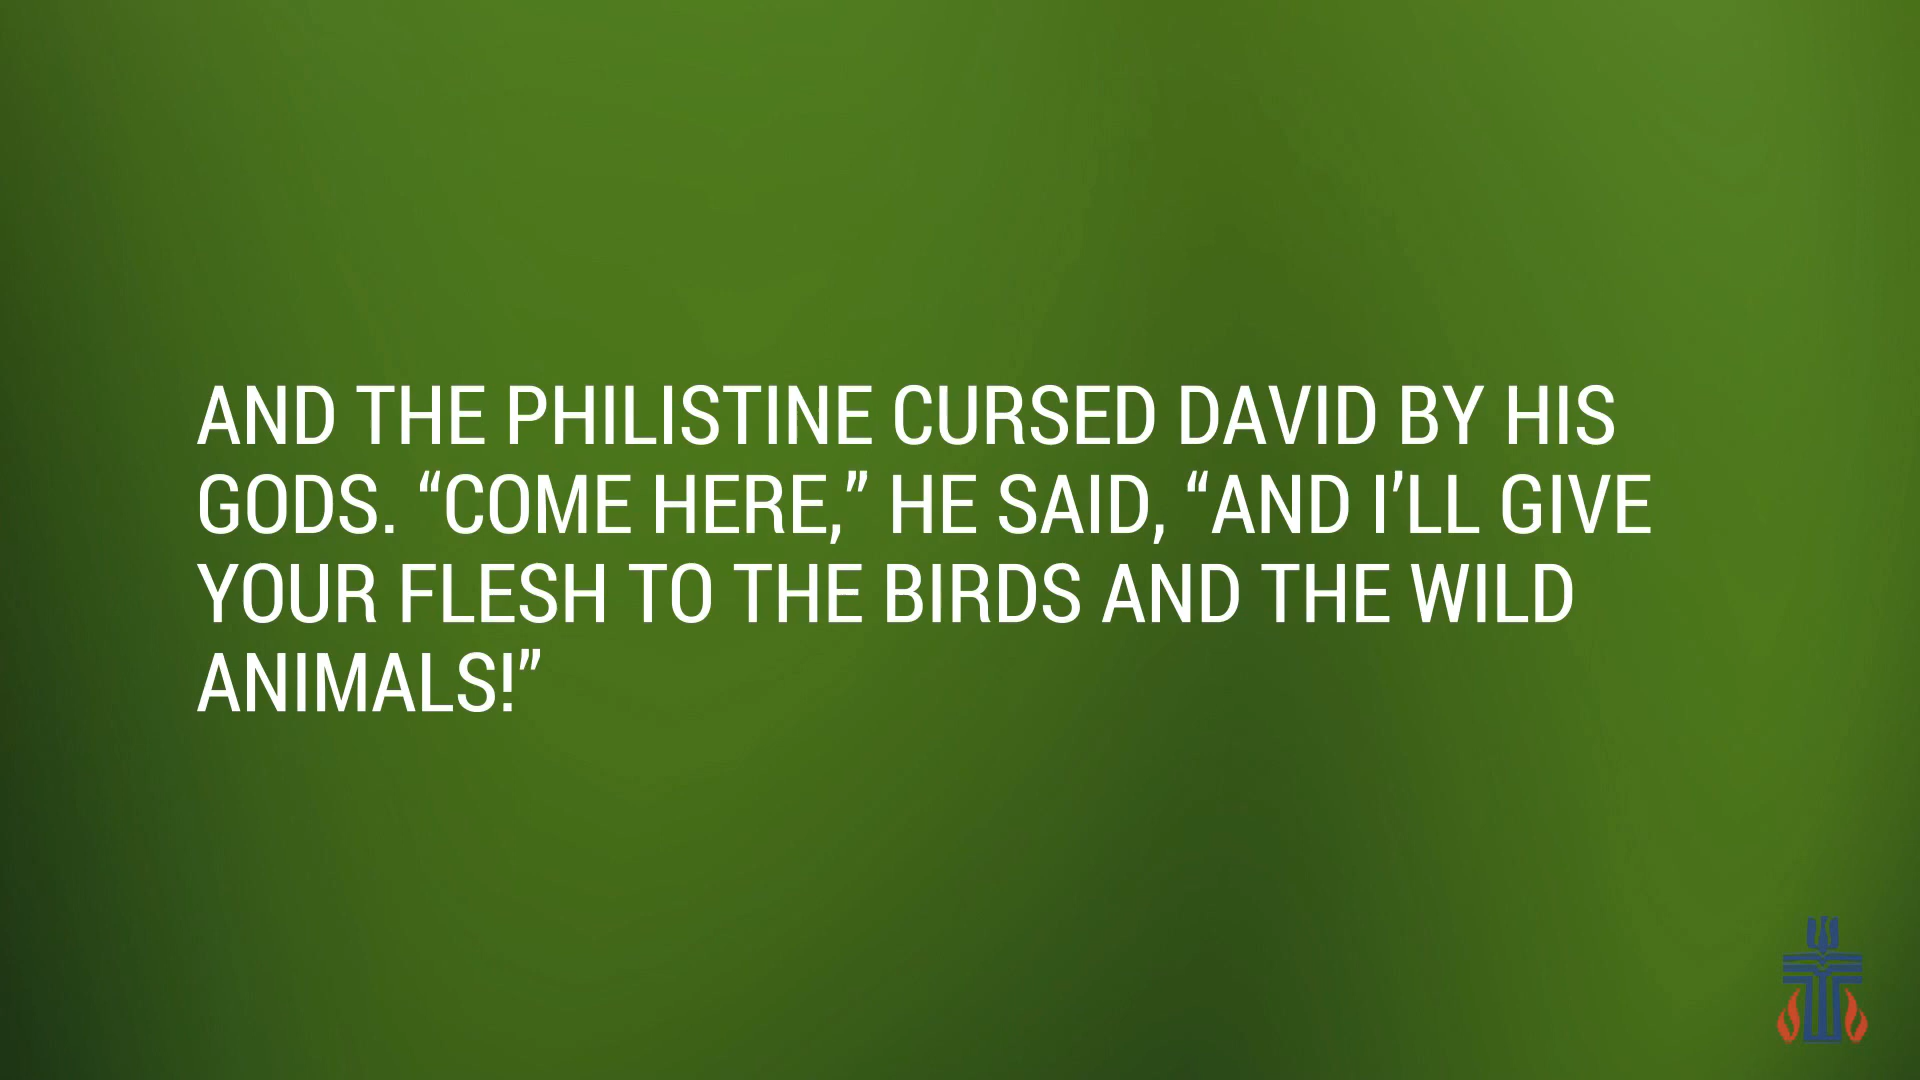 AND THE PHILISTINE CURSED DAVID BY HIS
GODS. “COME HERE,” HE SAID, “AND I’LL GIVE
YOUR FLESH TO THE BIRDS AND THE WILD
ANIMALS!”